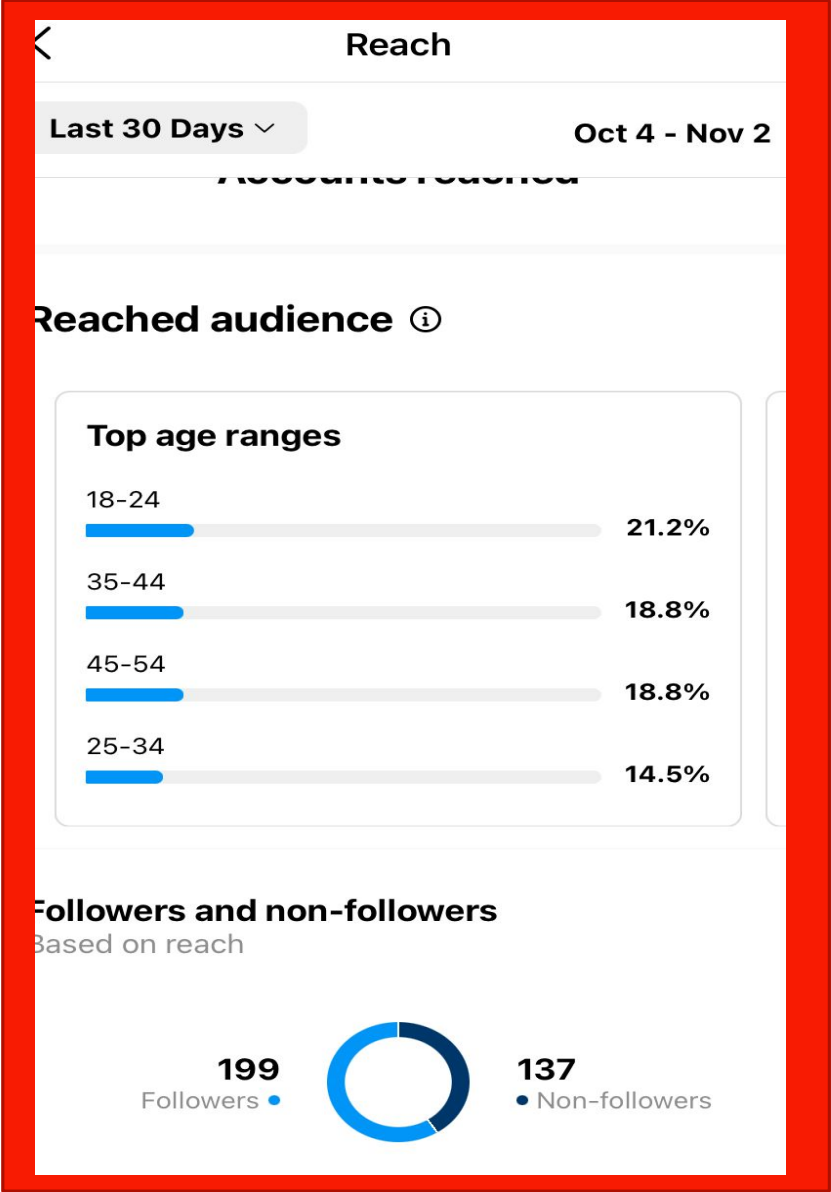 Reach
Last 30 Days
Oct 4 - Nov 2
Accounts reached
Reached audience
Top age ranges
18-24
21.2%
35-44
18.8%
45-54
18.8%
25-34
14.5%
Followers and non-followers
Based on reach
199
Followers
137
Non-followers